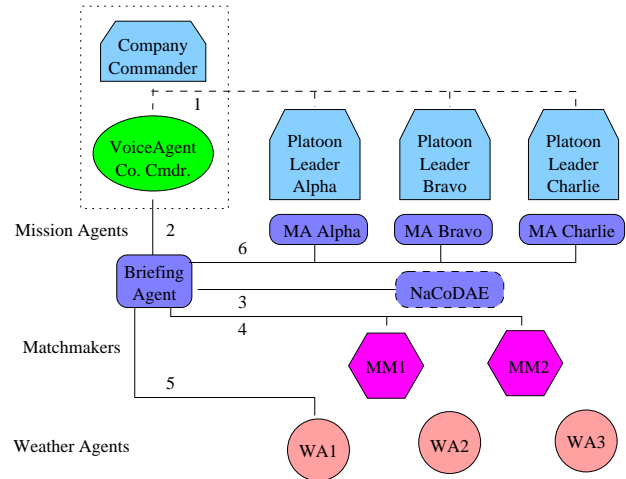 Company
Commander
1
VoiceAgent
Co. Cmdr.
Platoon
Leader
Alpha
Platoon
Leader
Bravo
Platoon
Leader
Charlie
Mission Agents
2
MA Alpha
MA Bravo
MA Charlie
6
Briefing
Agent
NaCoDAE
3
4
Matchmakers
MM1
MM2
5
Weather Agents
WA1
WA2
WA3